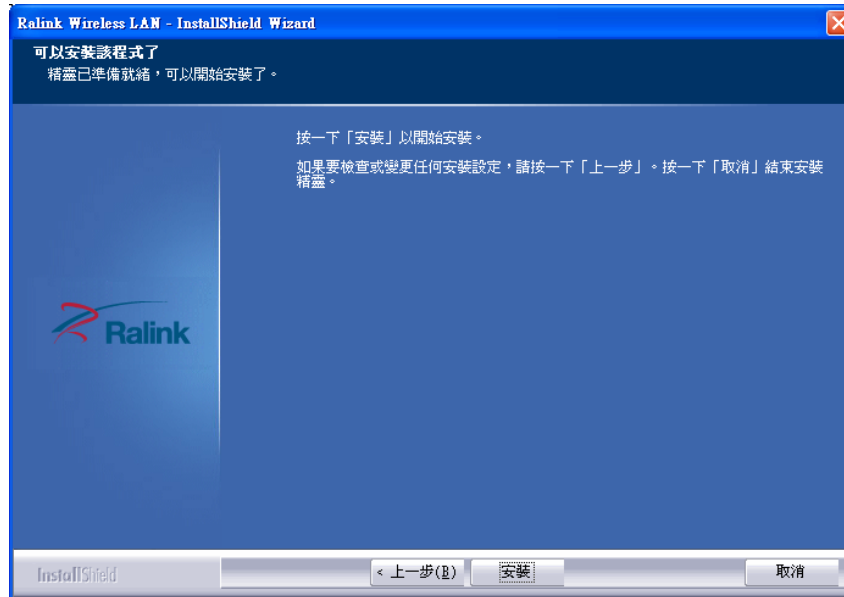 Ralink Wireless LAN - InstallShield Wizard
可以安裝該程式了
精靈已準備就緒，可以開始安裝了。
按一下「安裝」以開始安裝。
如果要檢查或變更任何安裝設定，請按一下「上一步」。按一下「取消」結束安裝
精靈。
Ralink
InstallShield
< 上一步(B)
安裝
取消